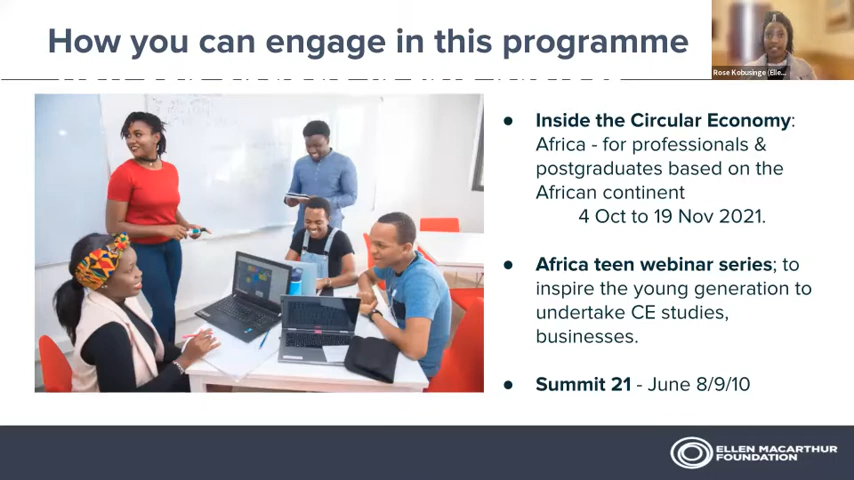 How you can engage in this programme
Rose Kobusinge (Elle...
● Inside the Circular Economy:
Africa - for professionals &
postgraduates based on the
African continent
4 Oct to 19 Nov 2021.
● Africa teen webinar series; to
inspire the young generation to
undertake CE studies,
businesses.
● Summit 21 - June 8/9/10
ELLEN MACARTHUR
FOUNDATION